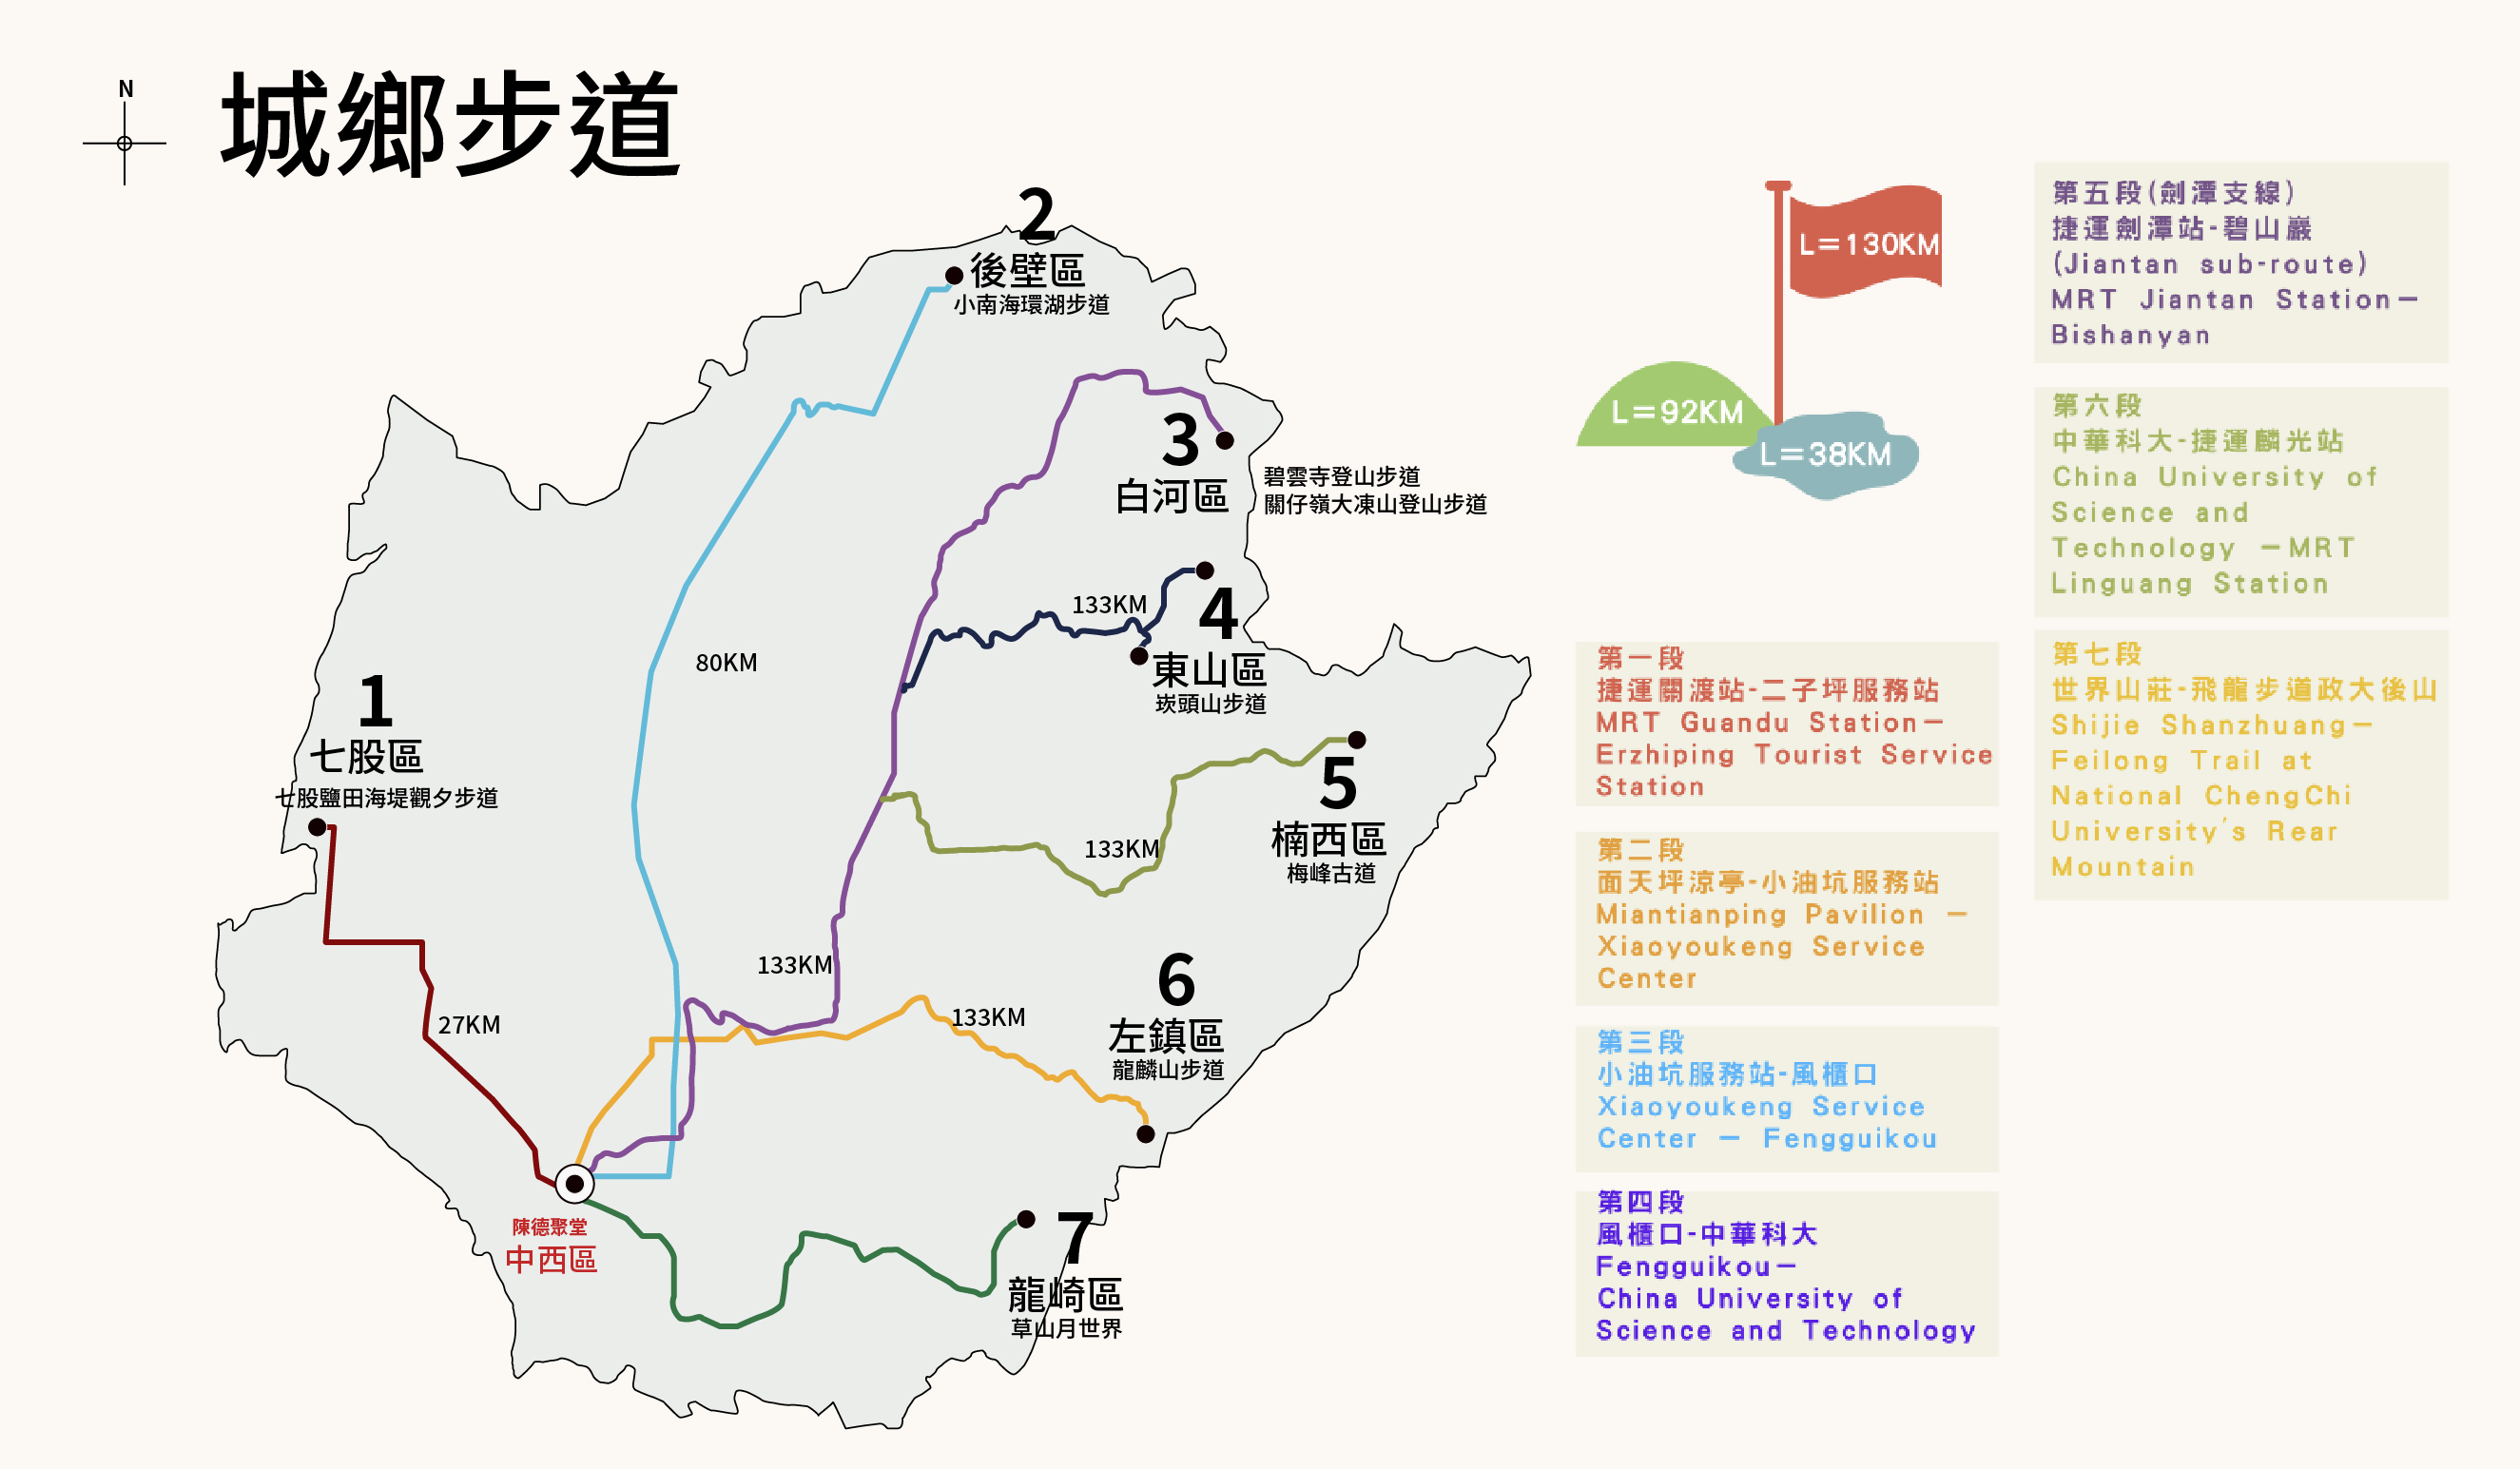 N
城鄉步道
2
後壁區
小南海環湖步道
3
白河區
碧雲寺登山步道
關仔嶺大凍山登山步道
133KM
4
東山區
崁頭山步道
80KM
1
七股區
七股鹽田海堤觀夕步道
5
楠西區
梅峰古道
133KM
133KM
6
左鎮區
龍麟山步道
133KM
27KM
陳德聚堂
中西區
7
龍崎區
草山月世界
L=130KM
L=92KM
L=38KM
第一段
捷運關渡站-二子坪服務站
MRT Guandu Station—
Erzhiping Tourist Service
Station
第二段
面天坪涼亭-小油坑服務站
Miantianping Pavilion —
Xiaoyoukeng Service
Center
第三段
小油坑服務站-風櫃口
Xiaoyoukeng Service
Center — Fengguikou
第四段
風櫃口-中華科大
Fengguikou—
China University of
Science and Technology
第五段(劍潭支線)
捷運劍潭站-碧山巖
(Jiantan sub-route)
MRT Jiantan Station—
Bishanyan
第六段
中華科大-捷運麟光站
China University of
Science and
Technology —MRT
Linguang Station
第七段
世界山莊-飛龍步道政大後山
Shijie Shanzhuang—
Feilong Trail at
National ChengChi
University's Rear
Mountain